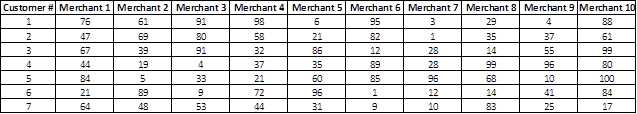 Customer # Merchant 1 Merchant 2 Merchant 3 Merchant 4 Merchant 5 Merchant 6 Merchant 7 Merchant 8 Merchant 9 Merchant 10
1 76 61 91 98 6 95 3 29 4 88
2 47 69 80 58 21 82 1 35 37 61
3 67 39 91 32 86 12 28 14 55 99
4 44 19 4 37 35 89 28 99 96 80
5 84 5 33 21 60 85 96 68 10 100
6 21 89 9 72 96 1 12 14 41 84
7 64 48 53 44 31 9 10 83 25 17